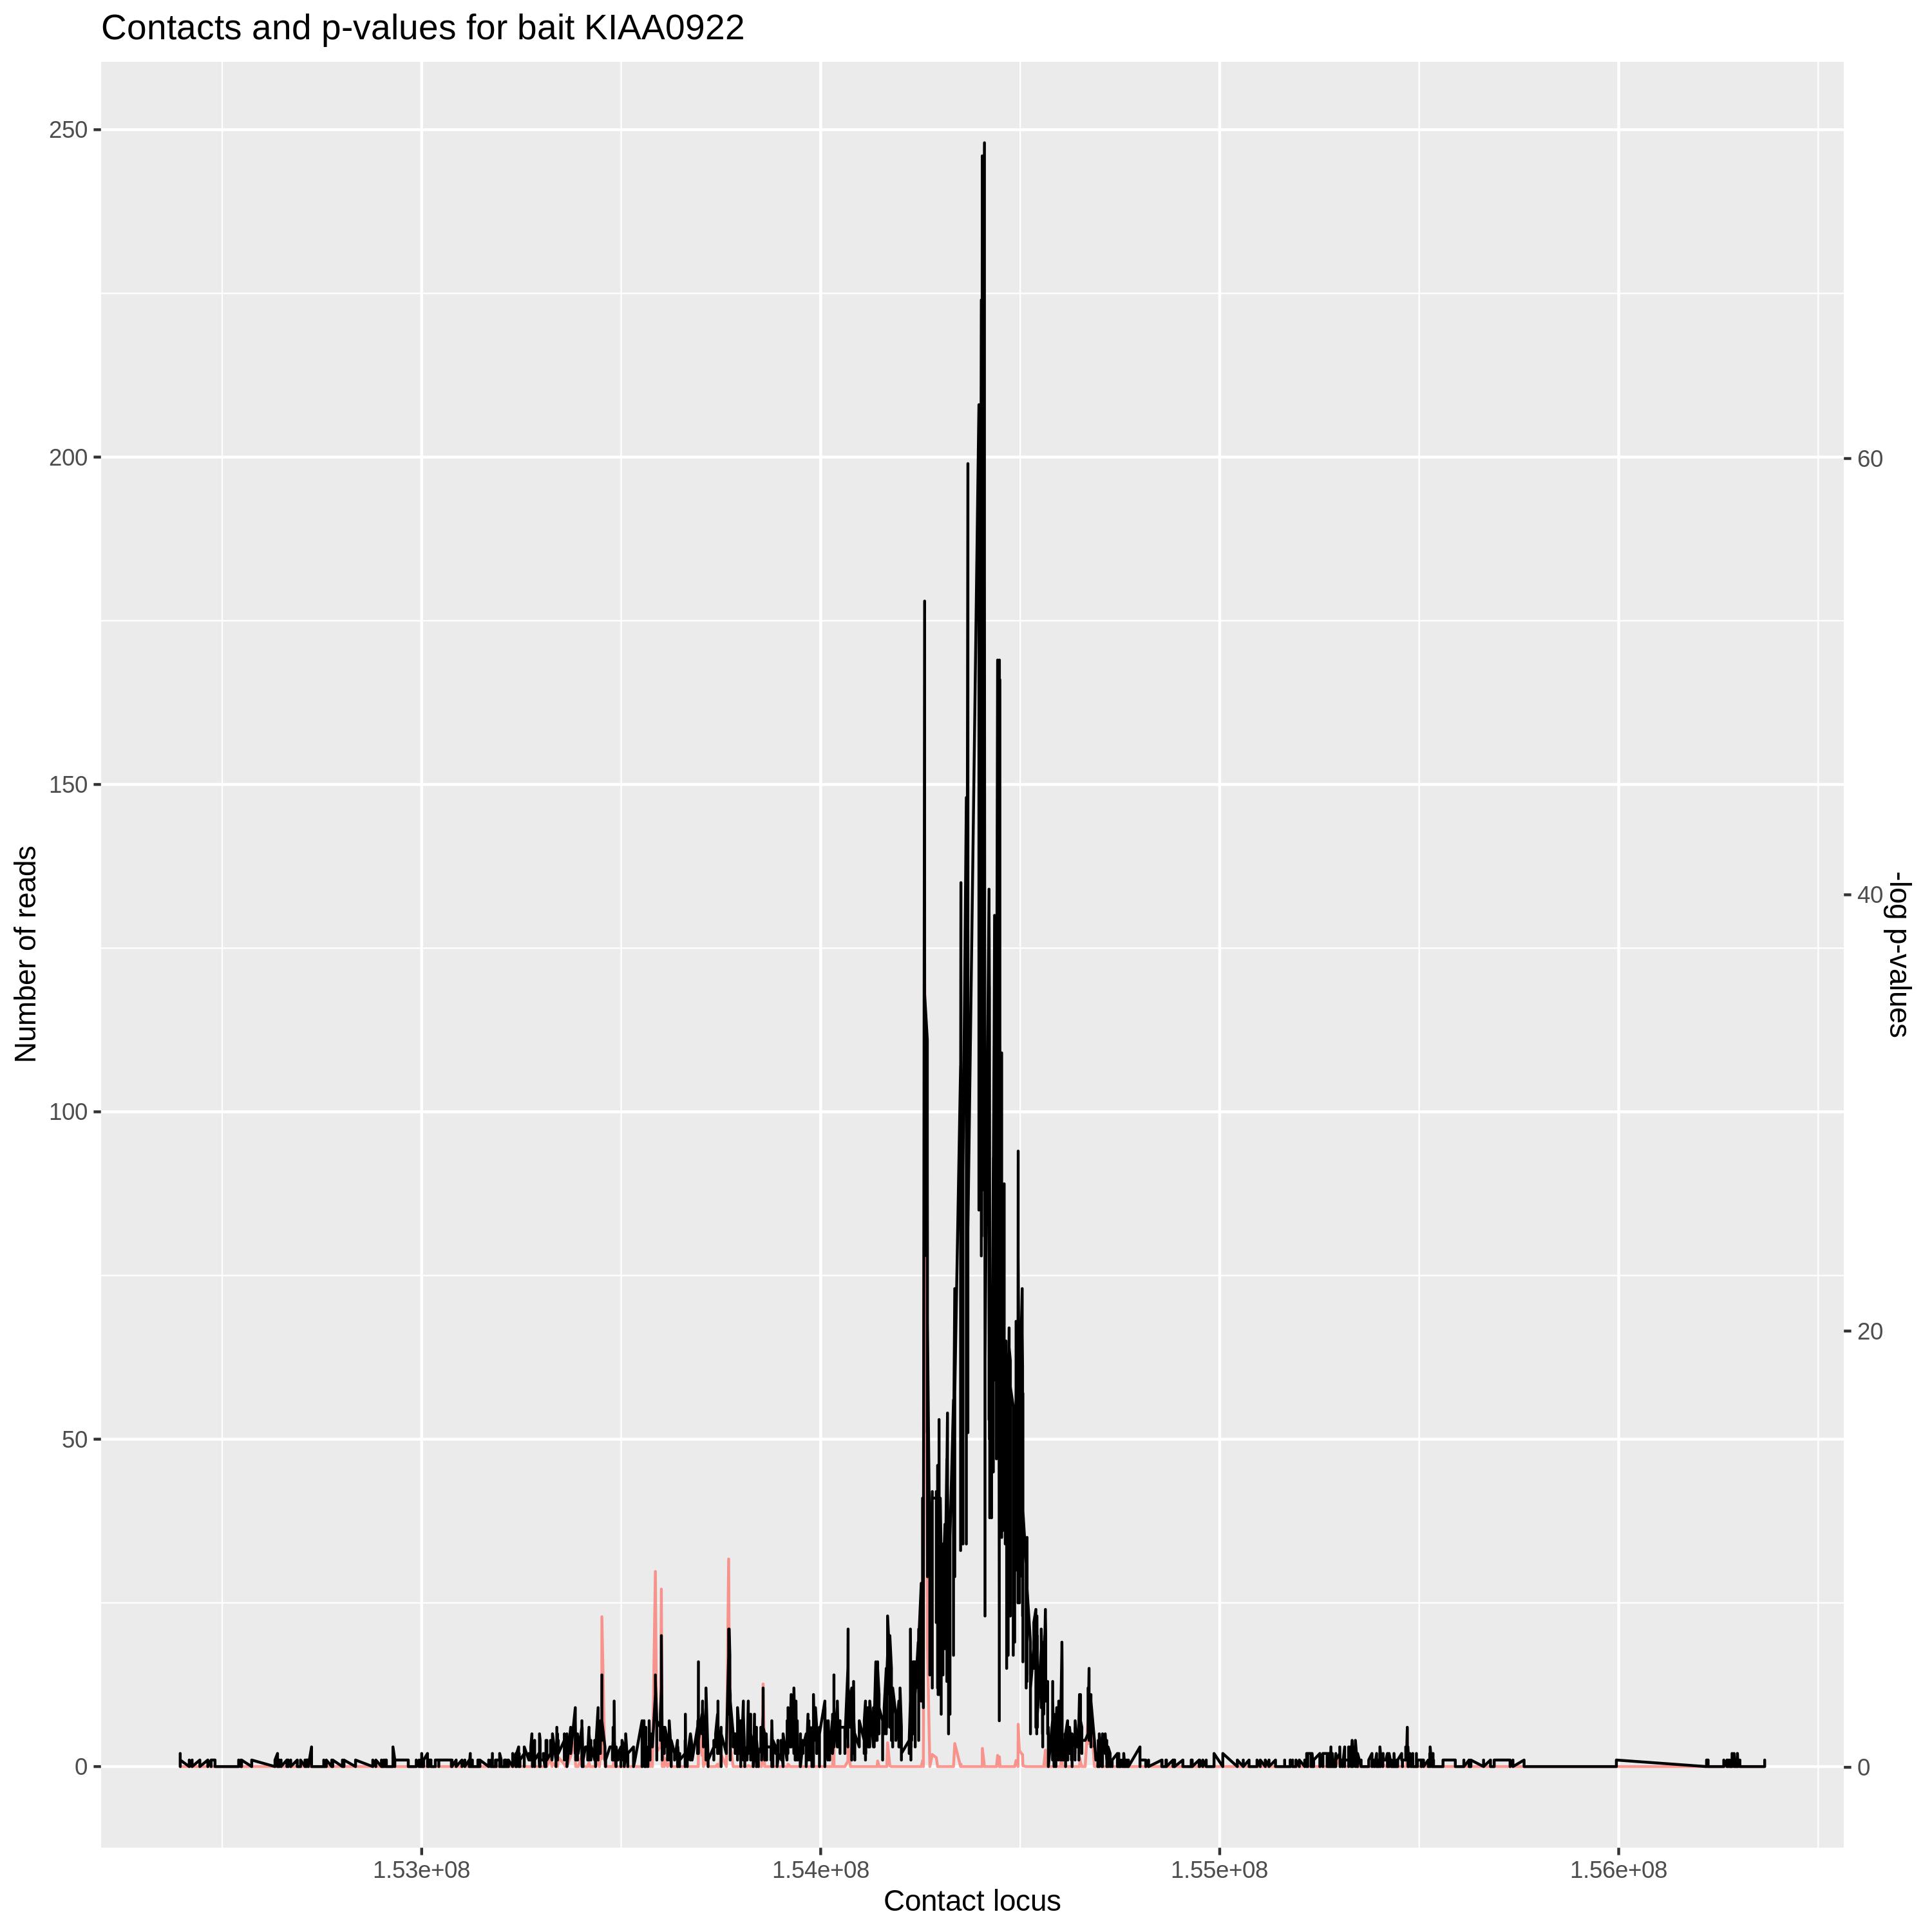 Contacts and p-values for bait KIAA0922
250
200
150
100
50
0
Number of reads
60
40
20
0
-log p-values
1.53e+08
1.54e+08
1.55e+08
1.56e+08
Contact locus